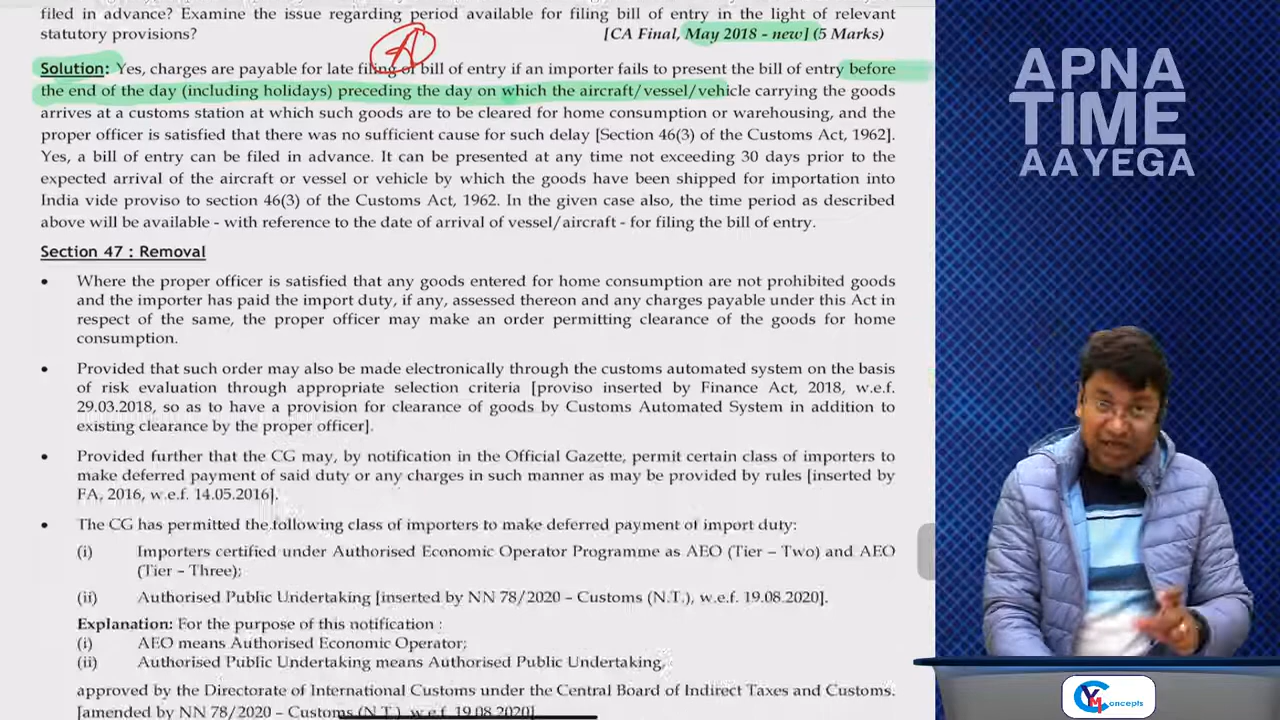 filed in advance? Examine the issue regarding period available for filing bill of entry in the light of relevant
statutory provisions? [CA Final, May 2018 - new] (5 Marks)
A
Solution: Yes, charges are payable for late filing of bill of entry if an importer fails to present the bill of entry before
the end of the day (including holidays) preceding the day on which the aircraft/vessel/vehicle carrying the goods
arrives at a customs station at which such goods are to be cleared for home consumption or warehousing, and the
proper officer is satisfied that there was no sufficient cause for such delay [Section 46(3) of the Customs Act, 1962].
Yes, a bill of entry can be filed in advance. It can be presented at any time not exceeding 30 days prior to the
expected arrival of the aircraft or vessel or vehicle by which the goods have been shipped for importation into
India vide proviso to section 46(3) of the Customs Act, 1962. In the given case also, the time period as described
above will be available - with reference to the date of arrival of vessel/aircraft - for filing the bill of entry.
Section 47 : Removal
• Where the proper officer is satisfied that any goods entered for home consumption are not prohibited goods
and the importer has paid the import duty, if any, assessed thereon and any charges payable under this Act in
respect of the same, the proper officer may make an order permitting clearance of the goods for home
consumption.
• Provided that such order may also be made electronically through the customs automated system on the basis
of risk evaluation through appropriate selection criteria [proviso inserted by Finance Act, 2018, w.e.f.
29.03.2018, so as to have a provision for clearance of goods by Customs Automated System in addition to
existing clearance by the proper officer].
• Provided further that the CG may, by notification in the Official Gazette, permit certain class of importers to
make deferred payment of said duty or any charges in such manner as may be provided by rules [inserted by
FA, 2016, w.e.f. 14.05.2016].
• The CG has permitted the following class of importers to make deferred payment of import duty:
(i) Importers certified under Authorised Economic Operator Programme as AEO (Tier – Two) and AEO
(Tier – Three);
(ii) Authorised Public Undertaking [inserted by NN 78/2020 – Customs (N.T.), w.e.f. 19.08.2020].
Explanation: For the purpose of this notification :
(i) AEO means Authorised Economic Operator;
(ii) Authorised Public Undertaking means Authorised Public Undertaking,
approved by the Directorate of International Customs under the Central Board of Indirect Taxes and Customs.
[amended by NN 78/2020 – Customs (N.T.), w.e.f. 19.08.2020]
APNA
TIME
AAYEGA
YM Concepts